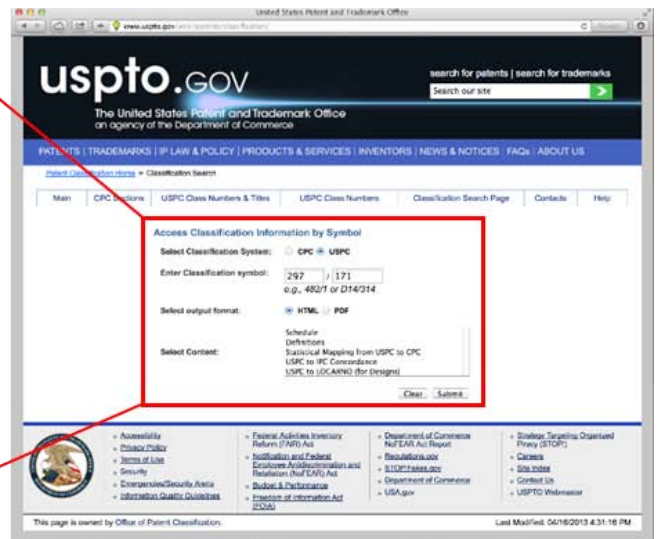 United States Patent and Trademark Office
www.uspto.gov
uspto.GOV
search for patents | search for trademarks
Search our site
The United States Patent and Trademark Office
an agency of the Department of Commerce
PATENTS | TRADEMARKS | IP LAW & POLICY | PRODUCTS & SERVICES | INVENTORS | NEWS & NOTICES | FAQs | ABOUT US
Patent Classification Home » Classification Search
Main CPC Sections USPC Class Numbers & Titles USPC Class Numbers Classification Search Page Contacts Help
Access Classification Information by Symbol
Select Classification System: CPC USPC
Enter Classification symbol: 297 / 171
e.g., 482/1 or D14/314
Select output format: HTML PDF
Schedule
Definitions
Select Content: Statistical Mapping from USPC to CPC
USPC to IPC Concordance
USPC to LOCARNO (for Designs)
Clear Submit
Accessibility
Privacy Policy
Terms of Use
Security
Emergencies/Security Alerts
Information Quality Guidelines
Federal Activities Inventory
Reform (FAIR) Act
Notification and Federal
Employee Antidiscrimination and
Retaliation (NoFEAR) Act
Budget & Performance
Freedom of Information Act
(FOIA)
Department of Commerce
NoFEAR Act Report
Regulations.gov
STOP!Fakes.gov
Department of Commerce
USA.gov
Strategy Targeting Organized
Piracy (STOP!)
Careers
Site Index
Contact Us
USPTO Webmaster
This page is owned by Office of Patent Classification. Last Modified: 04/16/2013 4:31:16 PM